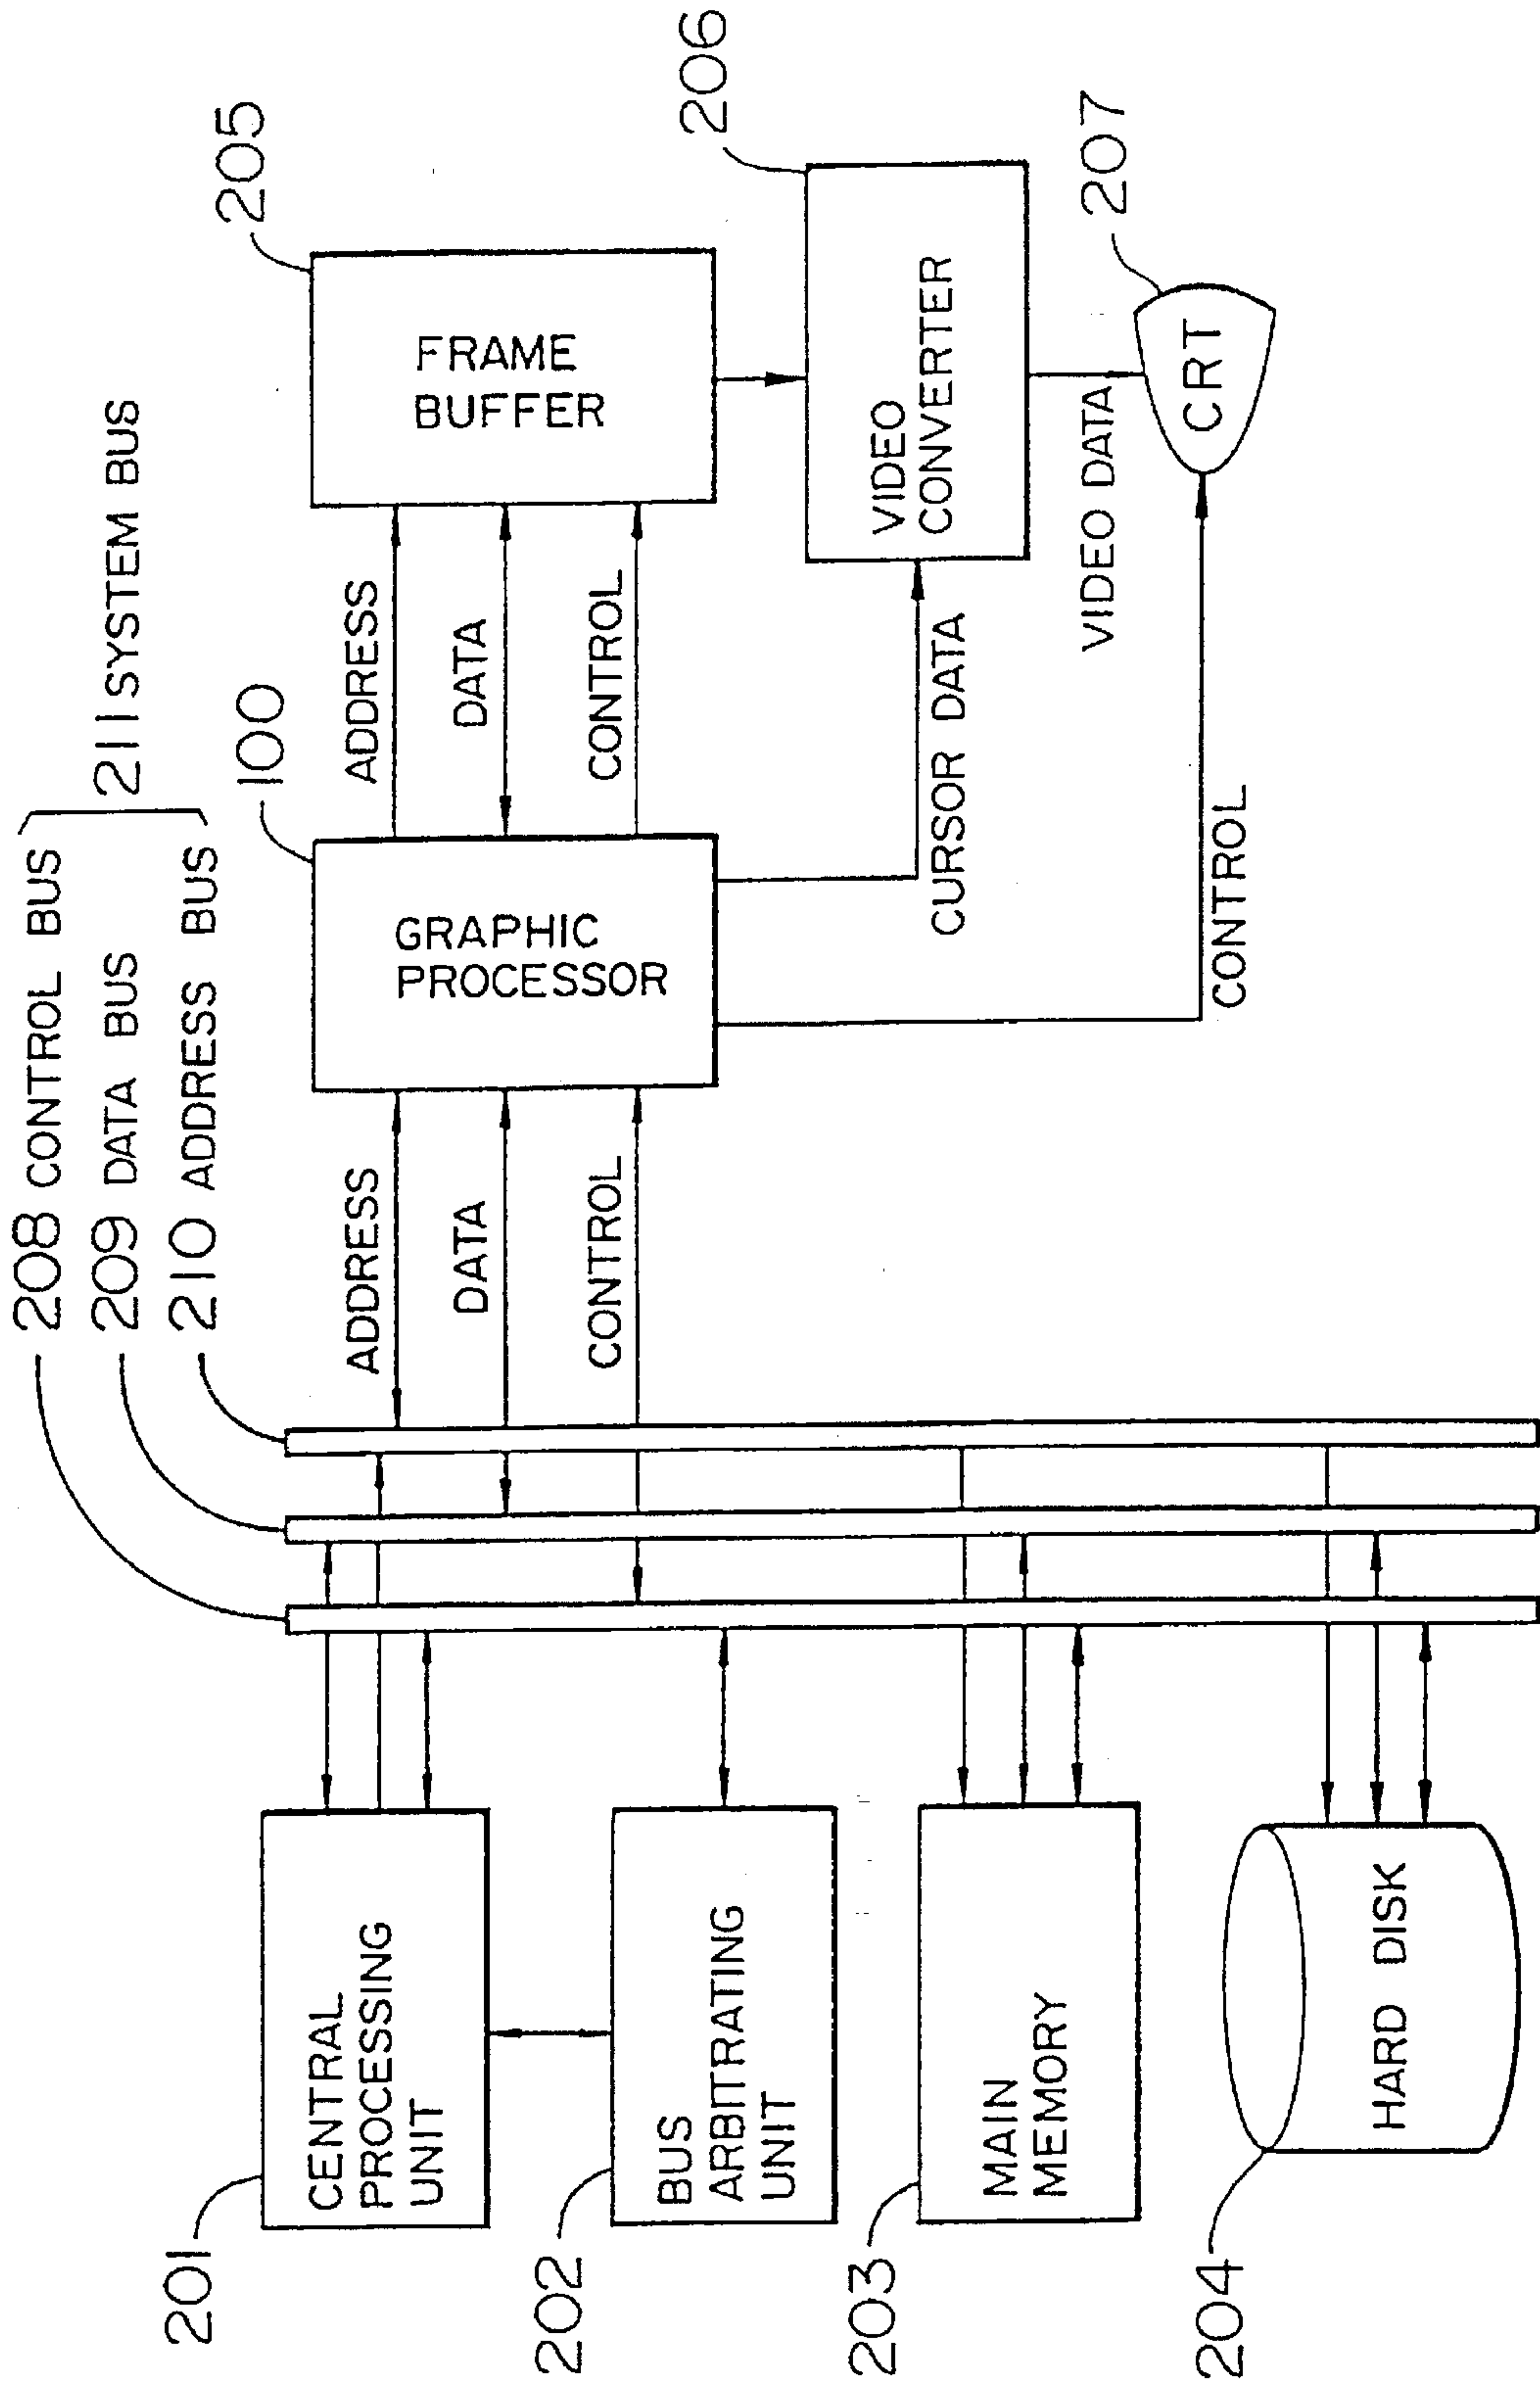 208 CONTROL BUS
209 DATA BUS
210 ADDRESS BUS
211 SYSTEM BUS
201
CENTRAL
PROCESSING
UNIT
202
BUS
ARBITRATING
UNIT
203
MAIN
MEMORY
204
HARD DISK
ADDRESS
DATA
CONTROL
100
GRAPHIC
PROCESSOR
ADDRESS
DATA
CONTROL
205
FRAME
BUFFER
CURSOR DATA
206
VIDEO
CONVERTER
VIDEO DATA
207
CRT
CONTROL